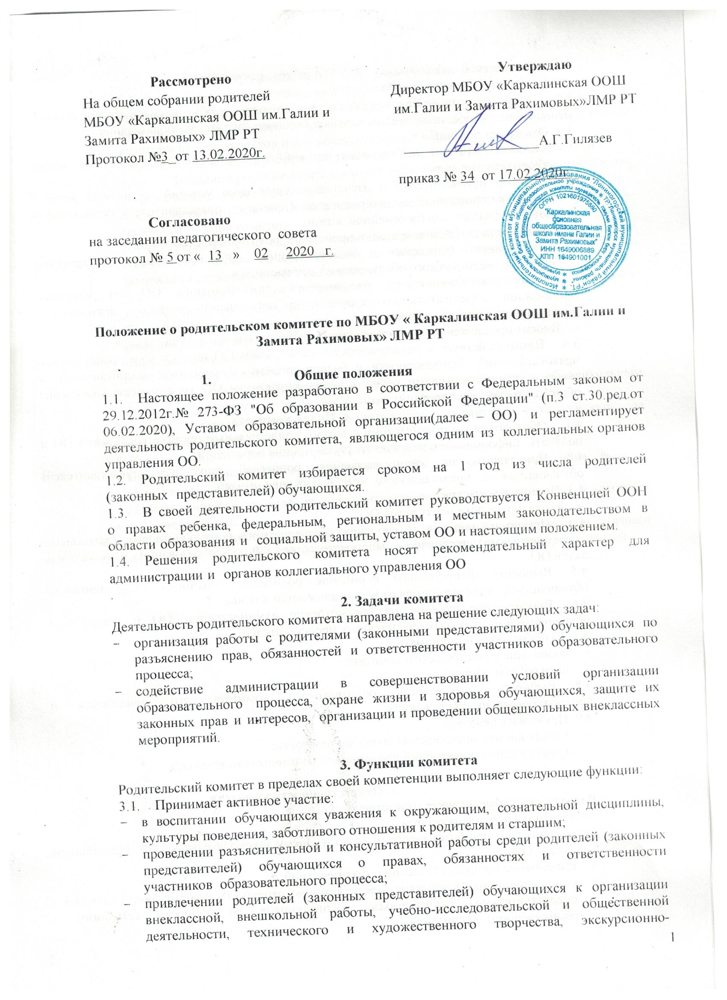 Рассмотрено
На общем собрании родителей
МБОУ «Каркалинская ООШ им.Галии и
Замита Рахимовых» ЛМР РТ
Протокол №3_от 13.02.2020г.
Утверждаю
Директор МБОУ «Каркалинская ООШ
им.Галии и Замита Рахимовых»ЛМР РТ
А.Г.Гилязев
приказ № 34 от 17.02.2020г
Согласовано
на заседании педагогического совета
протокол № 5 от « 13 » 02 2020 г.
ОГРН 1021601975580
"Каркалинская
основная
общеобразовательная
школа имени Галии и
Замита Рахимовых"
ИНН 1649006889
КПП 164901001
Положение о родительском комитете по МБОУ « Каркалинская ООШ им.Галии и
Замита Рахимовых» ЛМР РТ
1. Общие положения
1.1. Настоящее положение разработано в соответствии с Федеральным законом от
29.12.2012г.№ 273-ФЗ "Об образовании в Российской Федерации" (п.3 ст.30.ред.от
06.02.2020), Уставом образовательной организации(далее – ОО) и регламентирует
деятельность родительского комитета, являющегося одним из коллегиальных органов
управления ОО.
1.2. Родительский комитет избирается сроком на 1 год из числа родителей
(законных представителей) обучающихся.
1.3. В своей деятельности родительский комитет руководствуется Конвенцией ООН
о правах ребенка, федеральным, региональным и местным законодательством в
области образования и социальной защиты, уставом ОО и настоящим положением.
1.4. Решения родительского комитета носят рекомендательный характер для
администрации и органов коллегиального управления ОО
2. Задачи комитета
Деятельность родительского комитета направлена на решение следующих задач:
– организация работы с родителями (законными представителями) обучающихся по
разъяснению прав, обязанностей и ответственности участников образовательного
процесса;
– содействие администрации в совершенствовании условий организации
образовательного процесса, охране жизни и здоровья обучающихся, защите их
законных прав и интересов, организации и проведении общешкольных внеклассных
мероприятий.
3. Функции комитета
Родительский комитет в пределах своей компетенции выполняет следующие функции:
3.1. Принимает активное участие:
– в воспитании обучающихся уважения к окружающим, сознательной дисциплины,
культуры поведения, заботливого отношения к родителям и старшим;
– проведении разъяснительной и консультативной работы среди родителей (законных
представителей) обучающихся о правах, обязанностях и ответственности
участников образовательного процесса;
– привлечении родителей (законных представителей) обучающихся к организации
внеклассной, внешкольной работы, учебно-исследовательской и общественной
деятельности, технического и художественного творчества, экскурсионно-
1